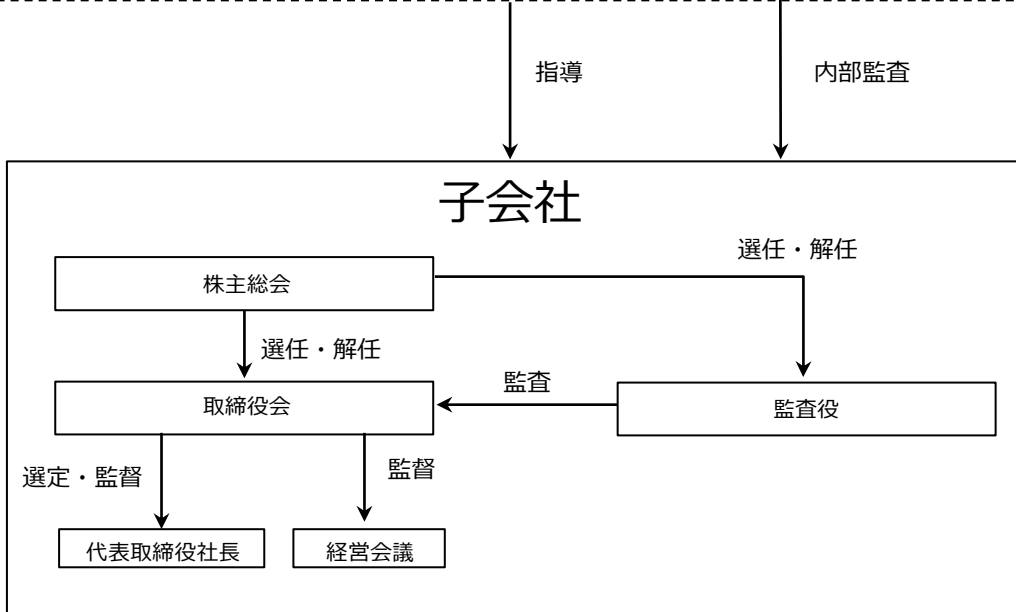 指導
内部監査
子会社
選任・解任
株主総会
選任・解任
監査
取締役会
監査役
選定・監督
監督
代表取締役社長
経営会議